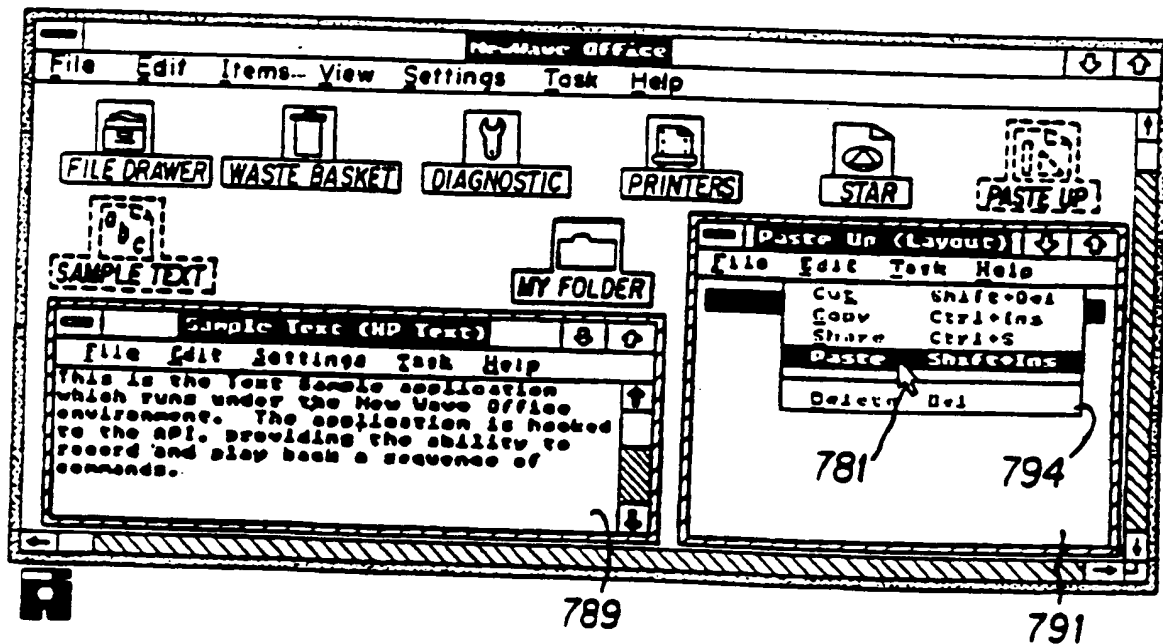 NewWave Office
File Edit Items... View Settings Task Help
FILE DRAWER WASTE BASKET DIAGNOSTIC PRINTERS STAR PASTE UP
SAMPLE TEXT MY FOLDER
Paste Up (Layout)
File Edit Task Help
Cut Shift+Del
Copy Ctrl+Ins
Share Ctrl+S
Paste Shift+Ins
Delete Del
Sample Text (HP Text)
File Edit Settings Task Help
This is the Text Sample application
which runs under the New Wave Office
environment. The application is hooked
to the API, providing the ability to
record and play back a sequence of
commands.
781 794
789 791